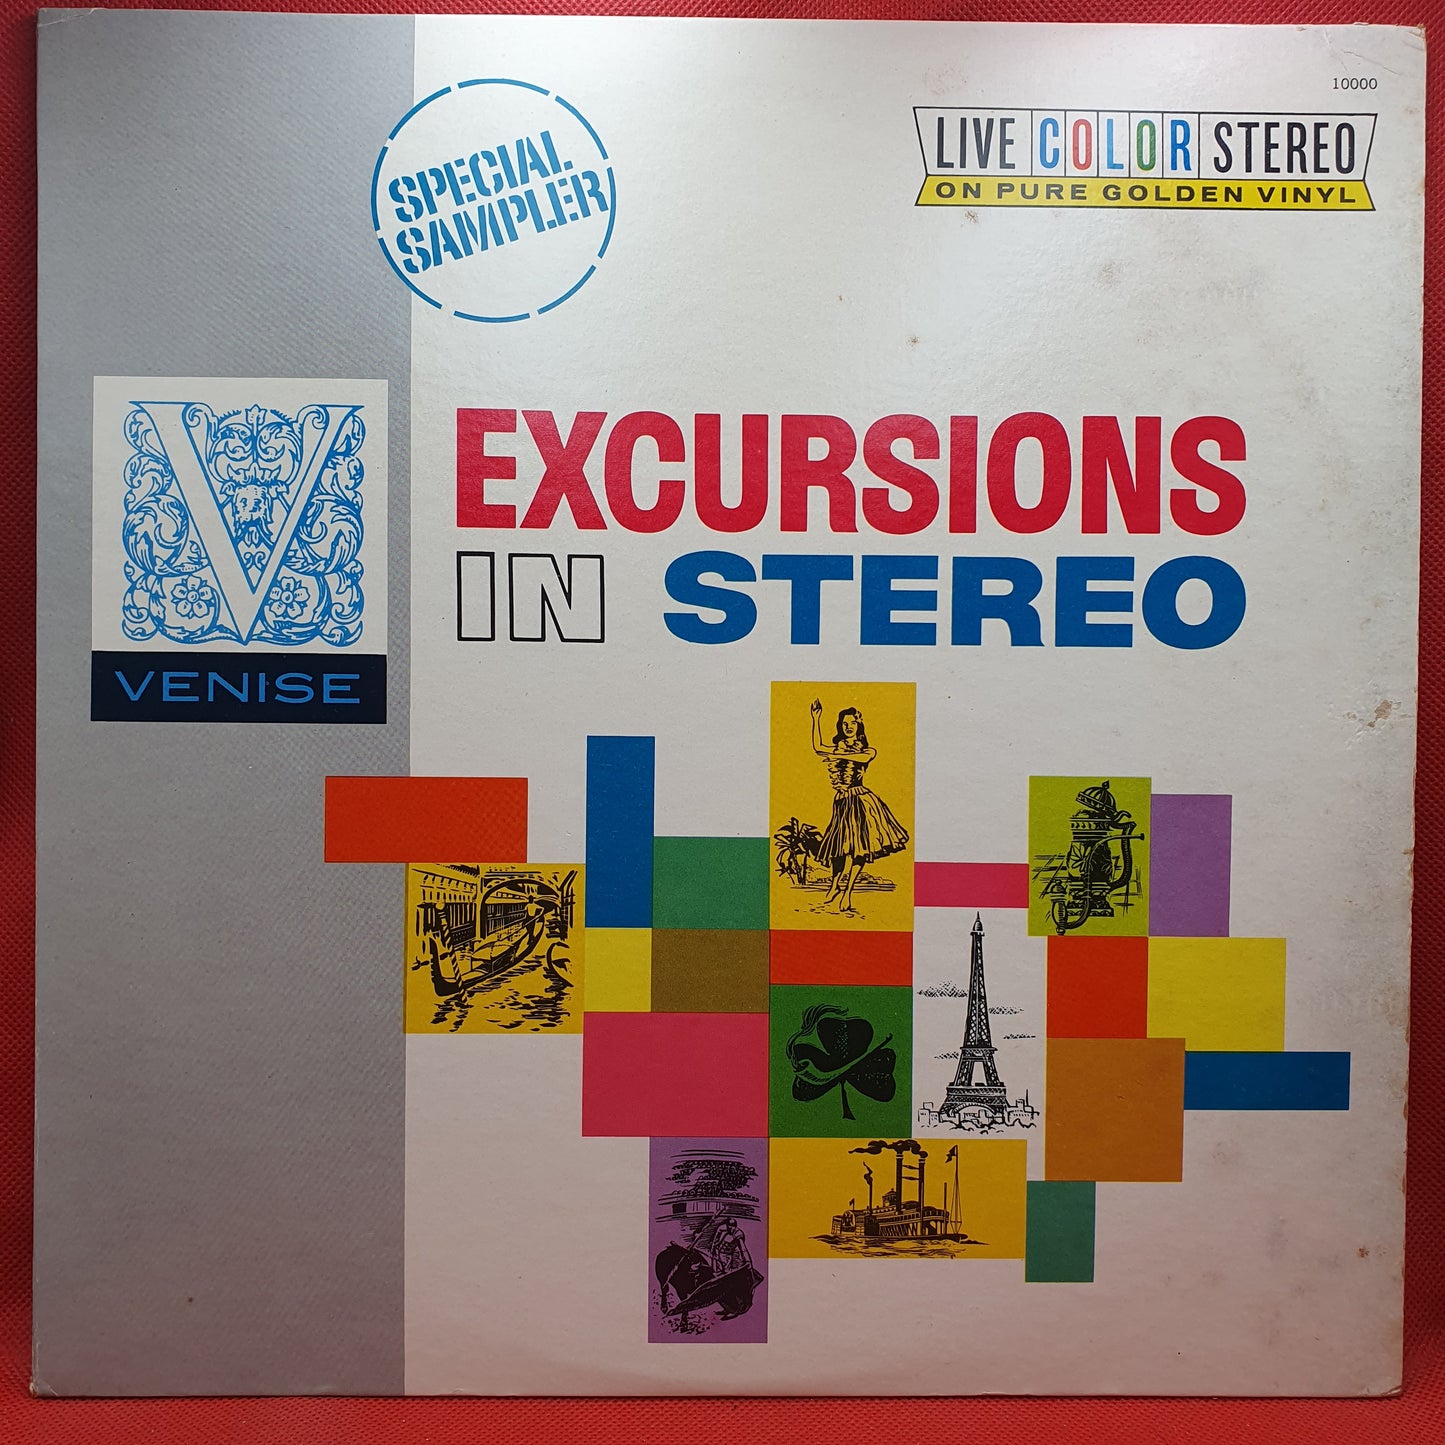 10000
SPECIAL
SAMPLER
LIVE COLOR STEREO
ON PURE GOLDEN VINYL
V
VENISE
EXCURSIONS
IN STEREO